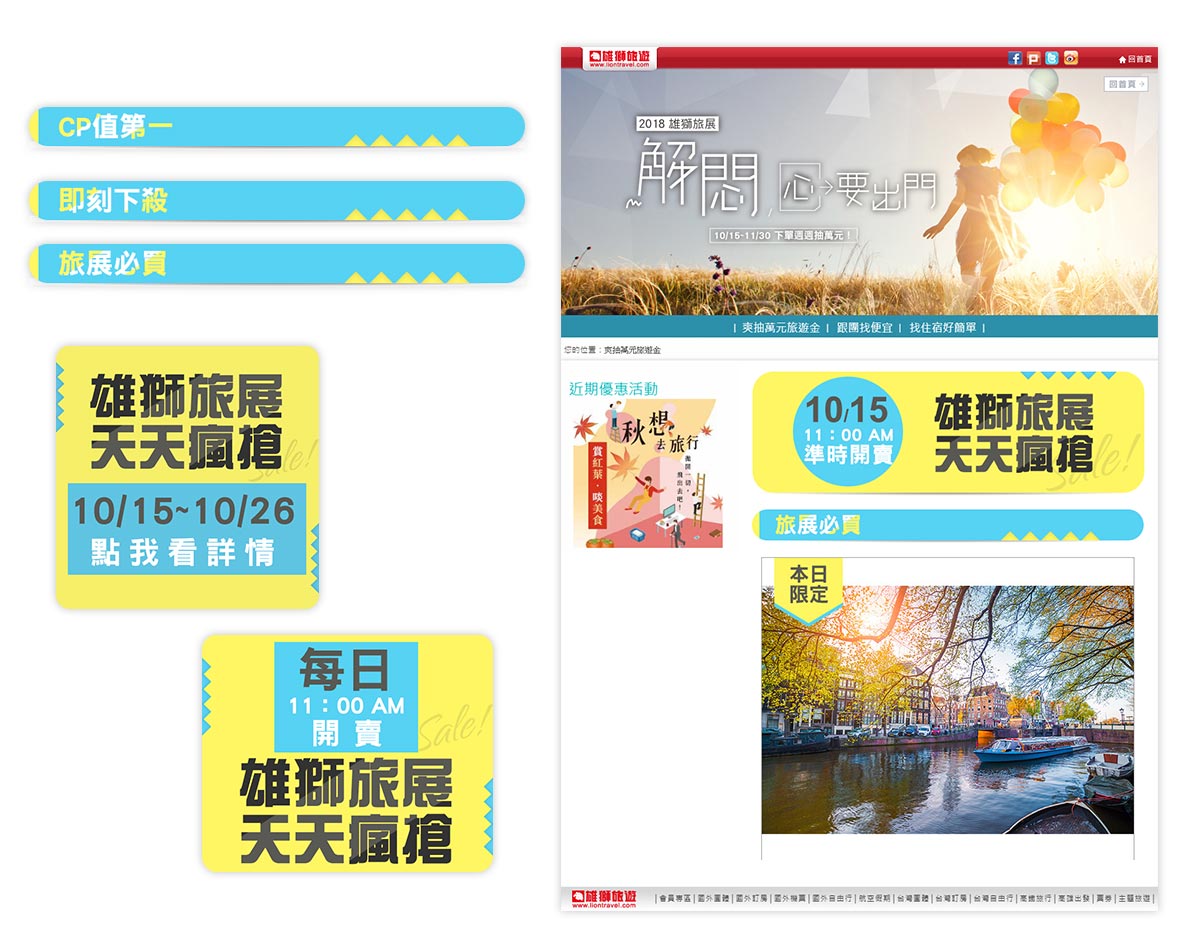 CP值第一
即刻下殺
旅展必買
雄獅旅展
天天瘋搶
Sale!
10/15~10/26
點我看詳情
每日
11:00 AM
開賣
Sale!
雄獅旅展
天天瘋搶
雄獅旅遊
www.liontravel.com
回首頁
回首頁
2018 雄獅旅展
解悶,心→要出門
10/15-11/30 下單週週抽萬元!
| 爽抽萬元旅遊金 | 跟團找便宜 | 找住宿好簡單 |
您的位置:爽抽萬元旅遊金
近期優惠活動
秋想去旅行
賞紅葉・啖美食
拋開一切,
飛出去吧!
10/15
11:00 AM
準時開賣
雄獅旅展
天天瘋搶
Sale!
旅展必買
本日
限定
雄獅旅遊
www.liontravel.com
| 會員專區 | 國外團體 | 國外訂房 | 國外機票 | 國外自由行 | 航空假期 | 台灣團體 | 台灣訂房 | 台灣自由行 | 高鐵旅行 | 高雄出發 | 票券 | 主題旅遊 |